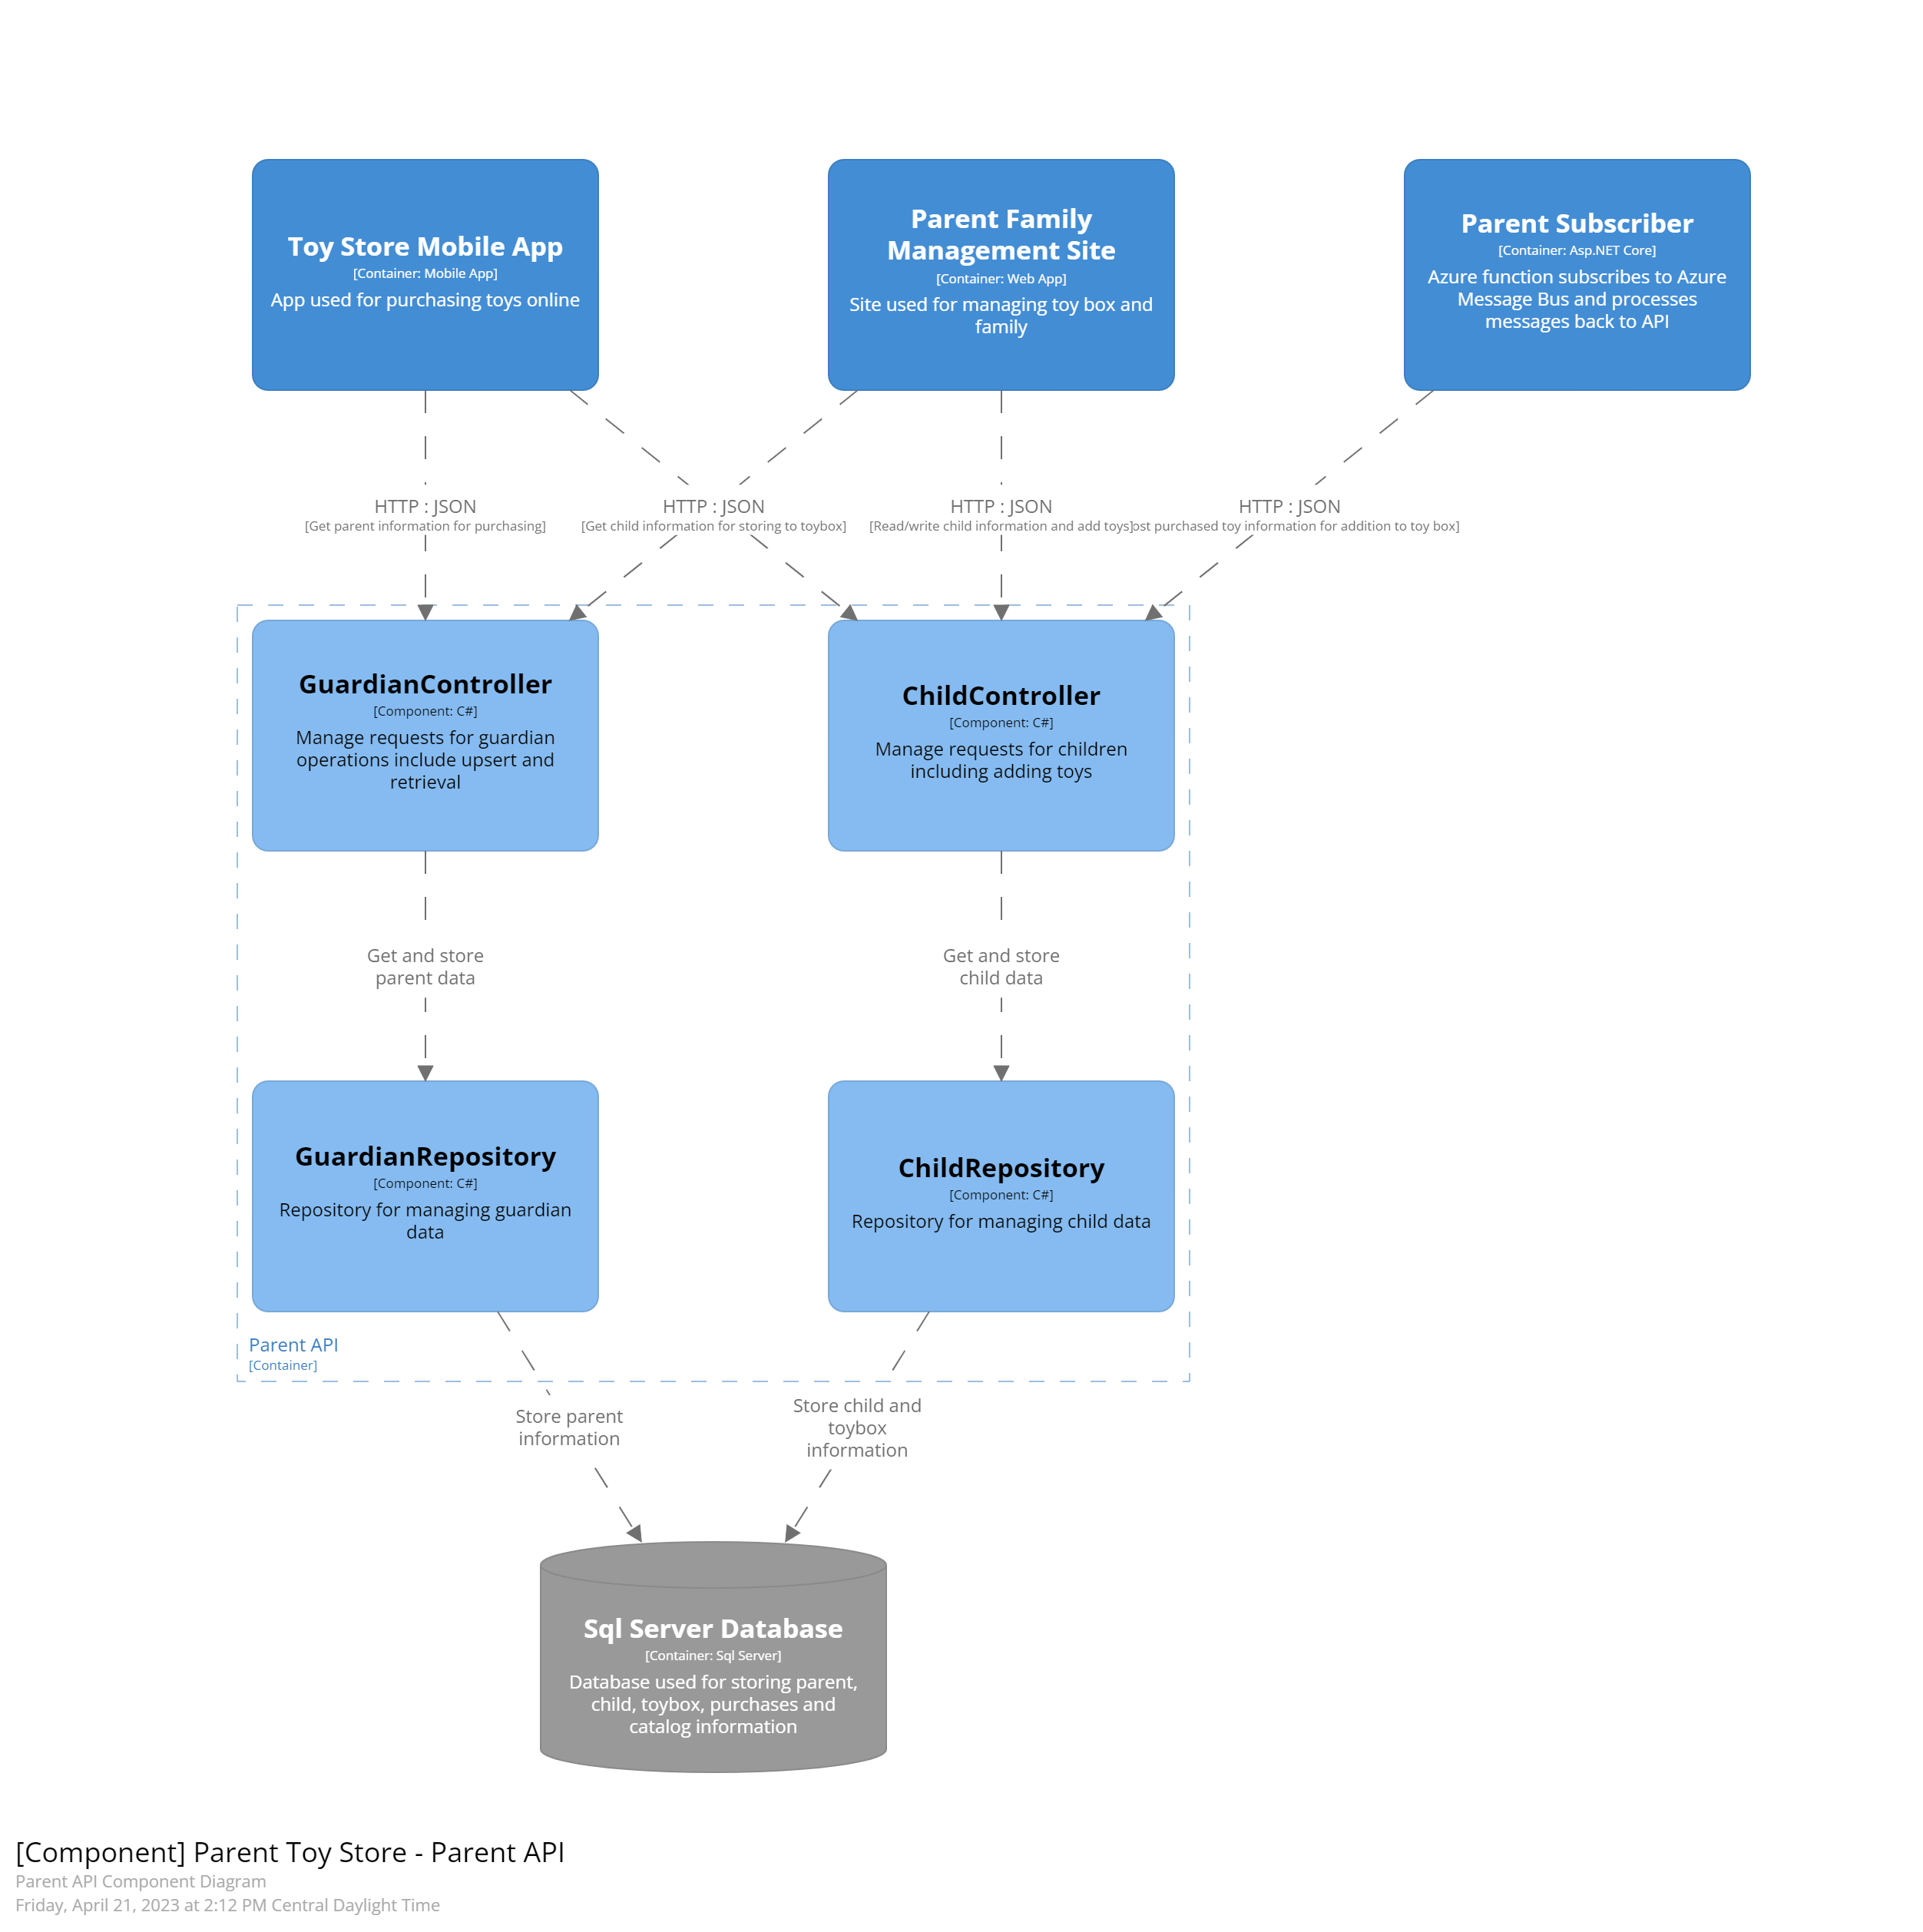 Toy Store Mobile App
[Container: Mobile App]
App used for purchasing toys online
Parent Family
Management Site
[Container: Web App]
Site used for managing toy box and
family
Parent Subscriber
[Container: Asp.NET Core]
Azure function subscribes to Azure
Message Bus and processes
messages back to API
HTTP : JSON
[Get parent information for purchasing]
HTTP : JSON
[Get child information for storing to toybox]
HTTP : JSON
[Read/write child information and add toys]
HTTP : JSON
ost purchased toy information for addition to toy box]
GuardianController
[Component: C#]
Manage requests for guardian
operations include upsert and
retrieval
ChildController
[Component: C#]
Manage requests for children
including adding toys
Get and store
parent data
Get and store
child data
GuardianRepository
[Component: C#]
Repository for managing guardian
data
ChildRepository
[Component: C#]
Repository for managing child data
Parent API
[Container]
Store parent
information
Store child and
toybox
information
Sql Server Database
[Container: Sql Server]
Database used for storing parent,
child, toybox, purchases and
catalog information
[Component] Parent Toy Store - Parent API
Parent API Component Diagram
Friday, April 21, 2023 at 2:12 PM Central Daylight Time